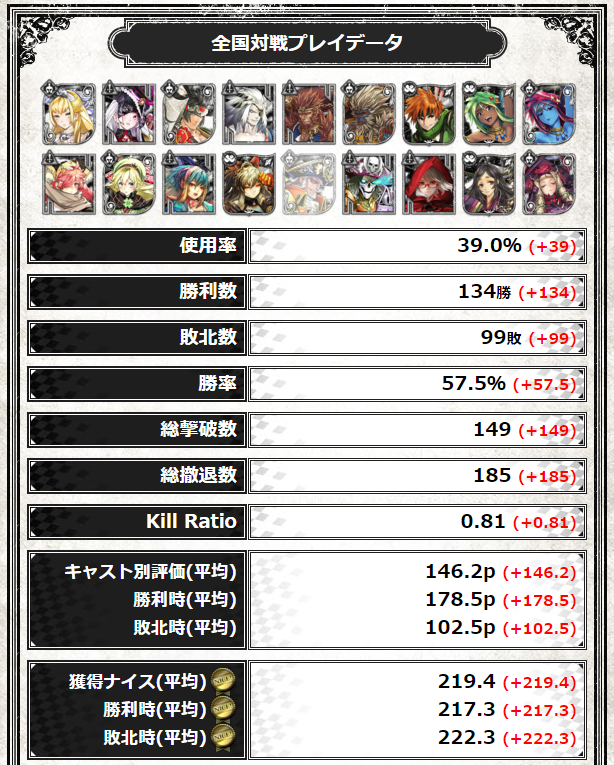 全国対戦プレイデータ
使用率 39.0% (+39)
勝利数 134勝 (+134)
敗北数 99敗 (+99)
勝率 57.5% (+57.5)
総撃破数 149 (+149)
総撤退数 185 (+185)
Kill Ratio 0.81 (+0.81)
キャスト別評価(平均) 146.2p (+146.2)
勝利時(平均) 178.5p (+178.5)
敗北時(平均) 102.5p (+102.5)
獲得ナイス(平均) 219.4 (+219.4)
勝利時(平均) 217.3 (+217.3)
敗北時(平均) 222.3 (+222.3)